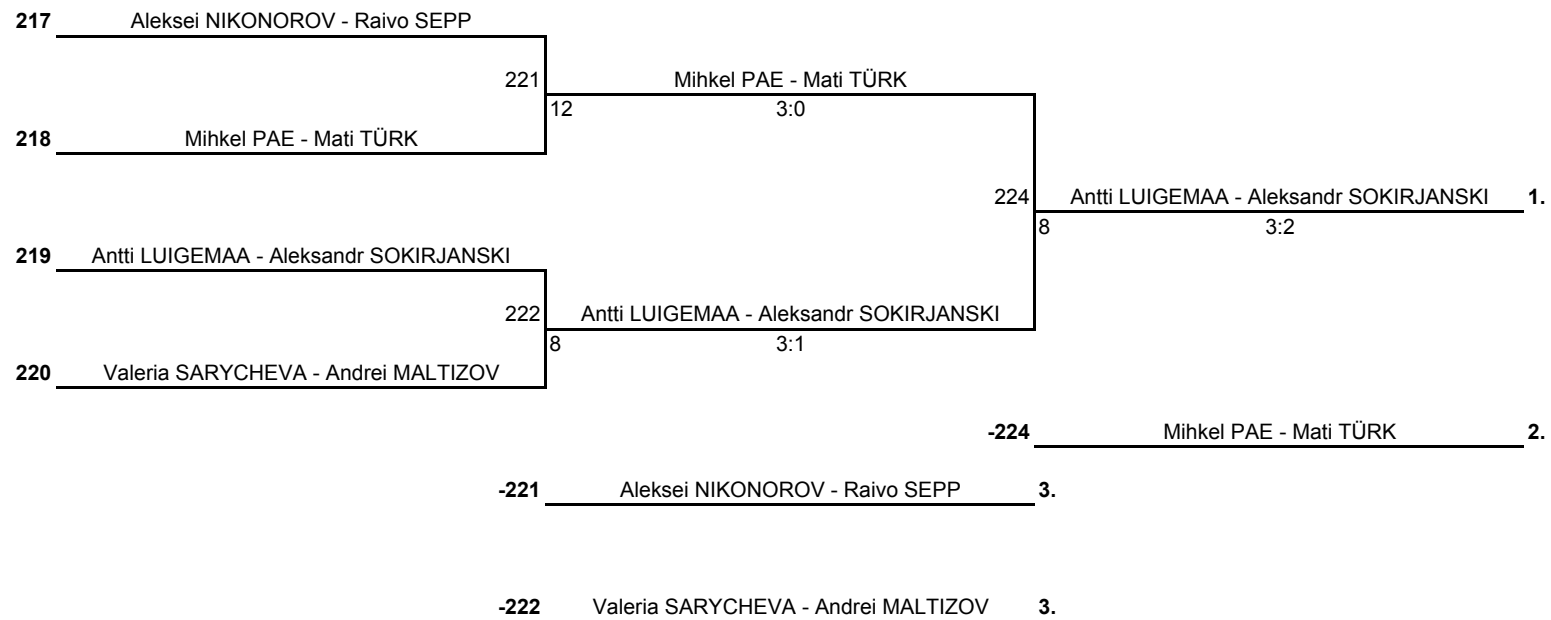 217 Aleksei NIKONOROV - Raivo SEPP
221 Mihkel PAE - Mati TÜRK
12 3:0
218 Mihkel PAE - Mati TÜRK
224 Antti LUIGEMAA - Aleksandr SOKIRJANSKI 1.
8 3:2
219 Antti LUIGEMAA - Aleksandr SOKIRJANSKI
222 Antti LUIGEMAA - Aleksandr SOKIRJANSKI
8 3:1
220 Valeria SARYCHEVA - Andrei MALTIZOV
-224 Mihkel PAE - Mati TÜRK 2.
-221 Aleksei NIKONOROV - Raivo SEPP 3.
-222 Valeria SARYCHEVA - Andrei MALTIZOV 3.